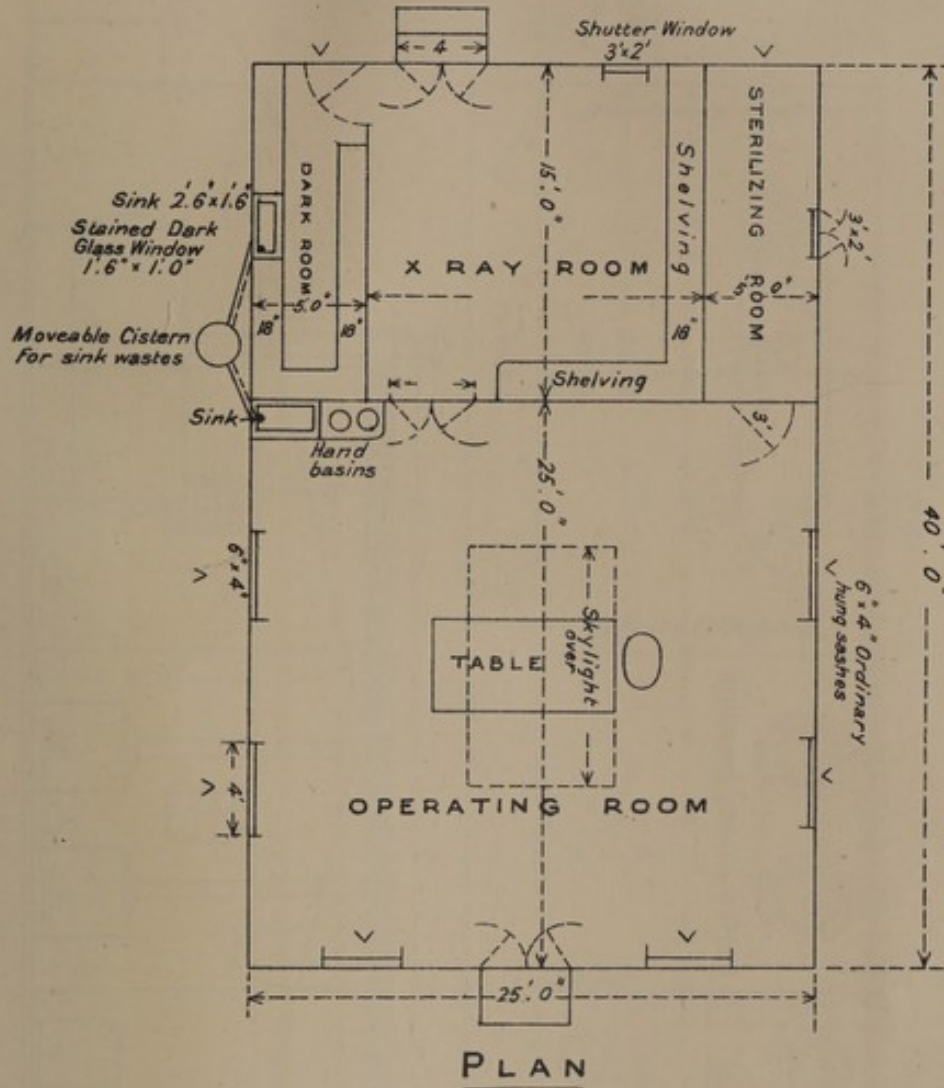 Shutter Window
3'x2'
4
STERILIZING ROOM
DARK ROOM
15'.0"
Shelving
Sink 2'.6"x1'.6"
Stained Dark
Glass Window
1'.6" x 1'.0"
3'x2'
X RAY ROOM
5.0"
5'.0"
18"
18"
18"
Moveable Cistern
For sink wastes
Shelving
Sink
Hand
basins
3'
25'.0"
40'.0"
6" x 4"
6" x 4" Ordinary
hung sashes
Skylight
over
TABLE
4'
OPERATING ROOM
25'.0"
PLAN